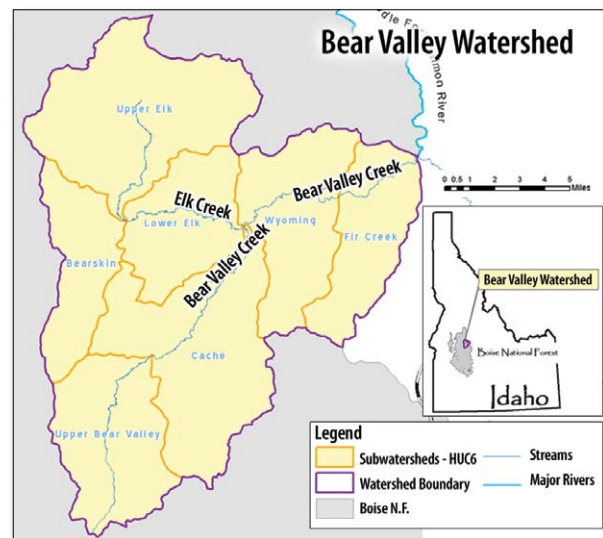 Bear Valley Watershed
Upper Elk
Elk Creek
Lower Elk
Bear Valley Creek
Wyoming
Fir Creek
Bearskin
Bear Valley Creek
Cache
Upper Bear Valley
River
0 0.5 1 2 3 4 5
Miles
Bear Valley Watershed
Boise National Forest
Idaho
Legend
Subwatersheds - HUC6
Streams
Watershed Boundary
Major Rivers
Boise N.F.